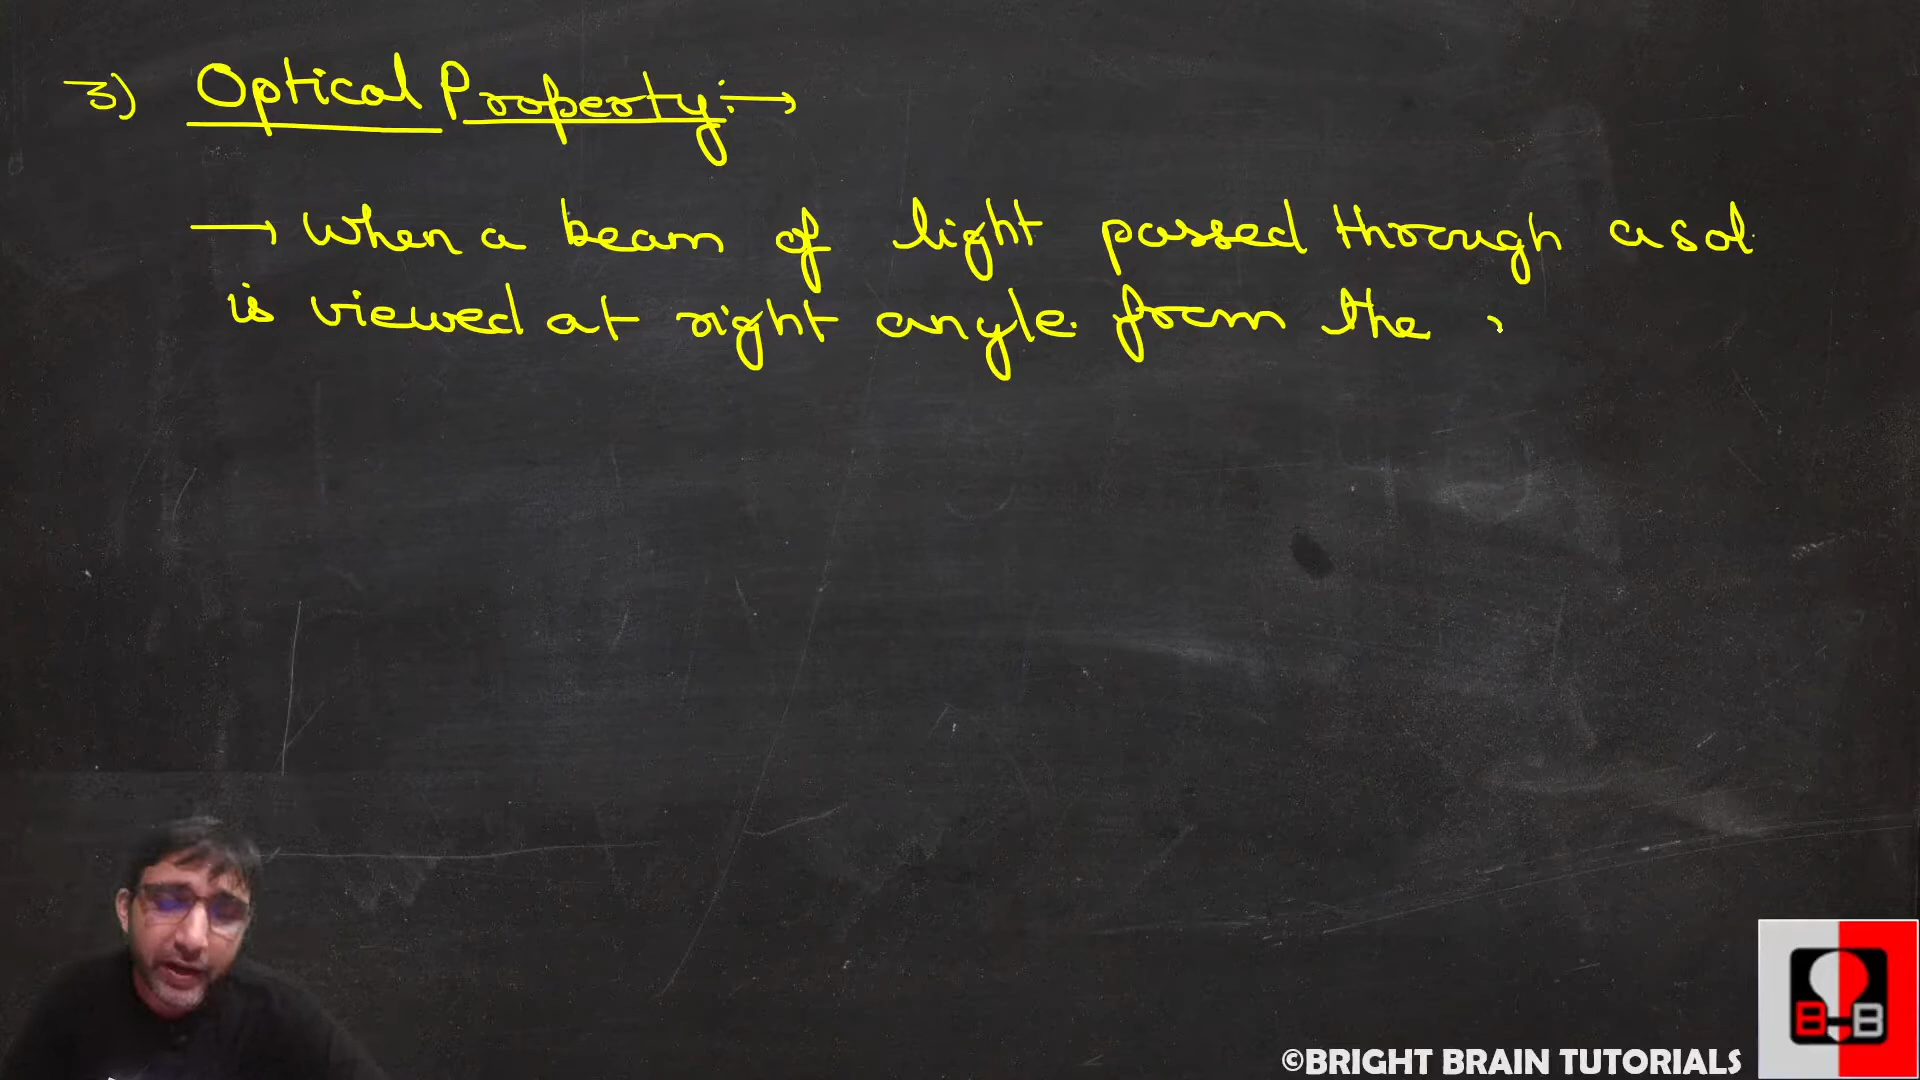 3) Optical Property:→
→ When a beam of light passed through a sol
is viewed at right angle from the
B B
©BRIGHT BRAIN TUTORIALS